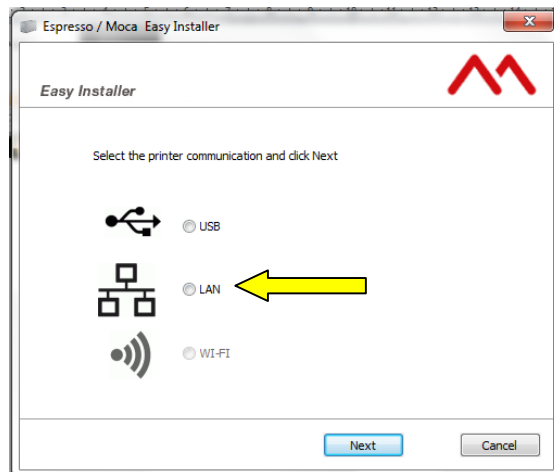 Espresso / Moca Easy Installer
Easy Installer
Select the printer communication and click Next
USB
LAN
WI-FI
Next
Cancel